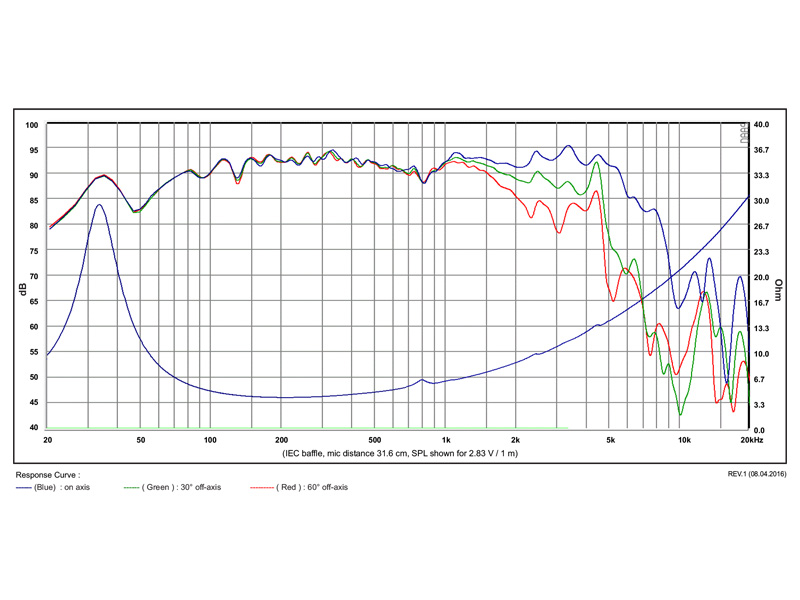 100 40.0
95 36.7
90 33.3
85 30.0
80 26.7
75 23.3
70 20.0
65 16.7
60 13.3
55 10.0
50 6.7
45 3.3
40 0.0
dB
Ohm
20 50 100 200 500 1k 2k 5k 10k 20kHz
(IEC baffle, mic distance 31.6 cm, SPL shown for 2.83 V / 1 m)
Response Curve : REV.1 (08.04.2016)
(Blue) : on axis ( Green ) : 30° off-axis ( Red ) : 60° off-axis